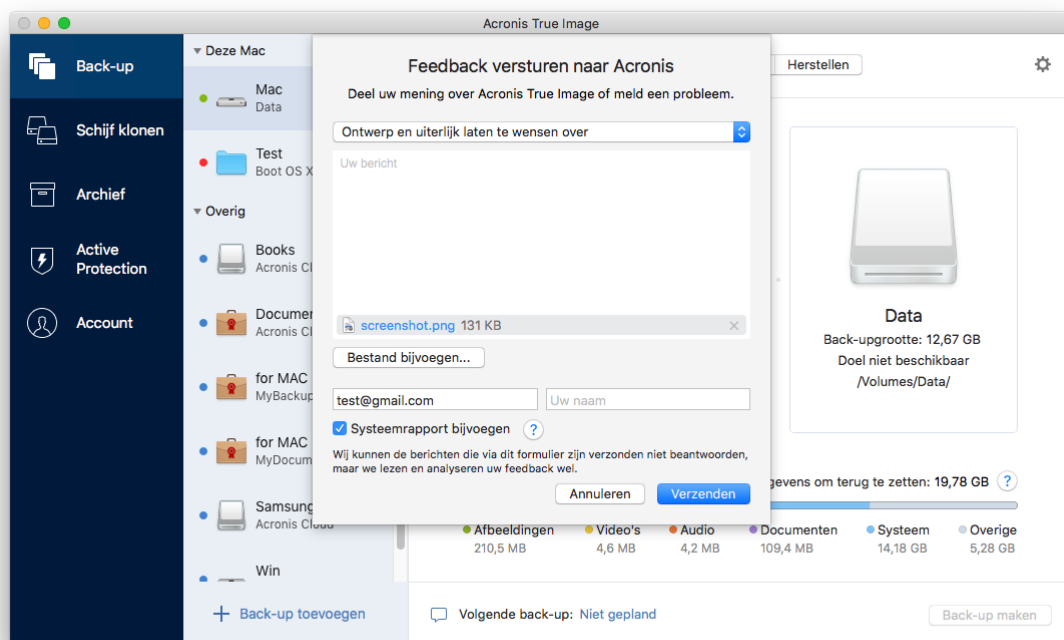 Acronis True Image
Back-up
Schijf klonen
Archief
Active
Protection
Account
Deze Mac
Mac
Data
Test
Boot OS X
Overig
Books
Acronis Cl
Documen
Acronis Cl
for MAC
MyBackup
for MAC
MyDocum
Samsung
Acronis Cloud
Win
Back-up toevoegen
Feedback versturen naar Acronis
Deel uw mening over Acronis True Image of meld een probleem.
Ontwerp en uiterlijk laten te wensen over
Uw bericht
screenshot.png 131 KB
Bestand bijvoegen...
test@gmail.com
Uw naam
Systeemrapport bijvoegen ?
Wij kunnen de berichten die via dit formulier zijn verzonden niet beantwoorden,
maar we lezen en analyseren uw feedback wel.
Annuleren
Verzenden
Herstellen
Data
Back-upgrootte: 12,67 GB
Doel niet beschikbaar
/Volumes/Data/
gevens om terug te zetten: 19,78 GB ?
Afbeeldingen
210,5 MB
Video's
4,6 MB
Audio
4,2 MB
Documenten
109,4 MB
Systeem
14,18 GB
Overige
5,28 GB
Volgende back-up: Niet gepland
Back-up maken